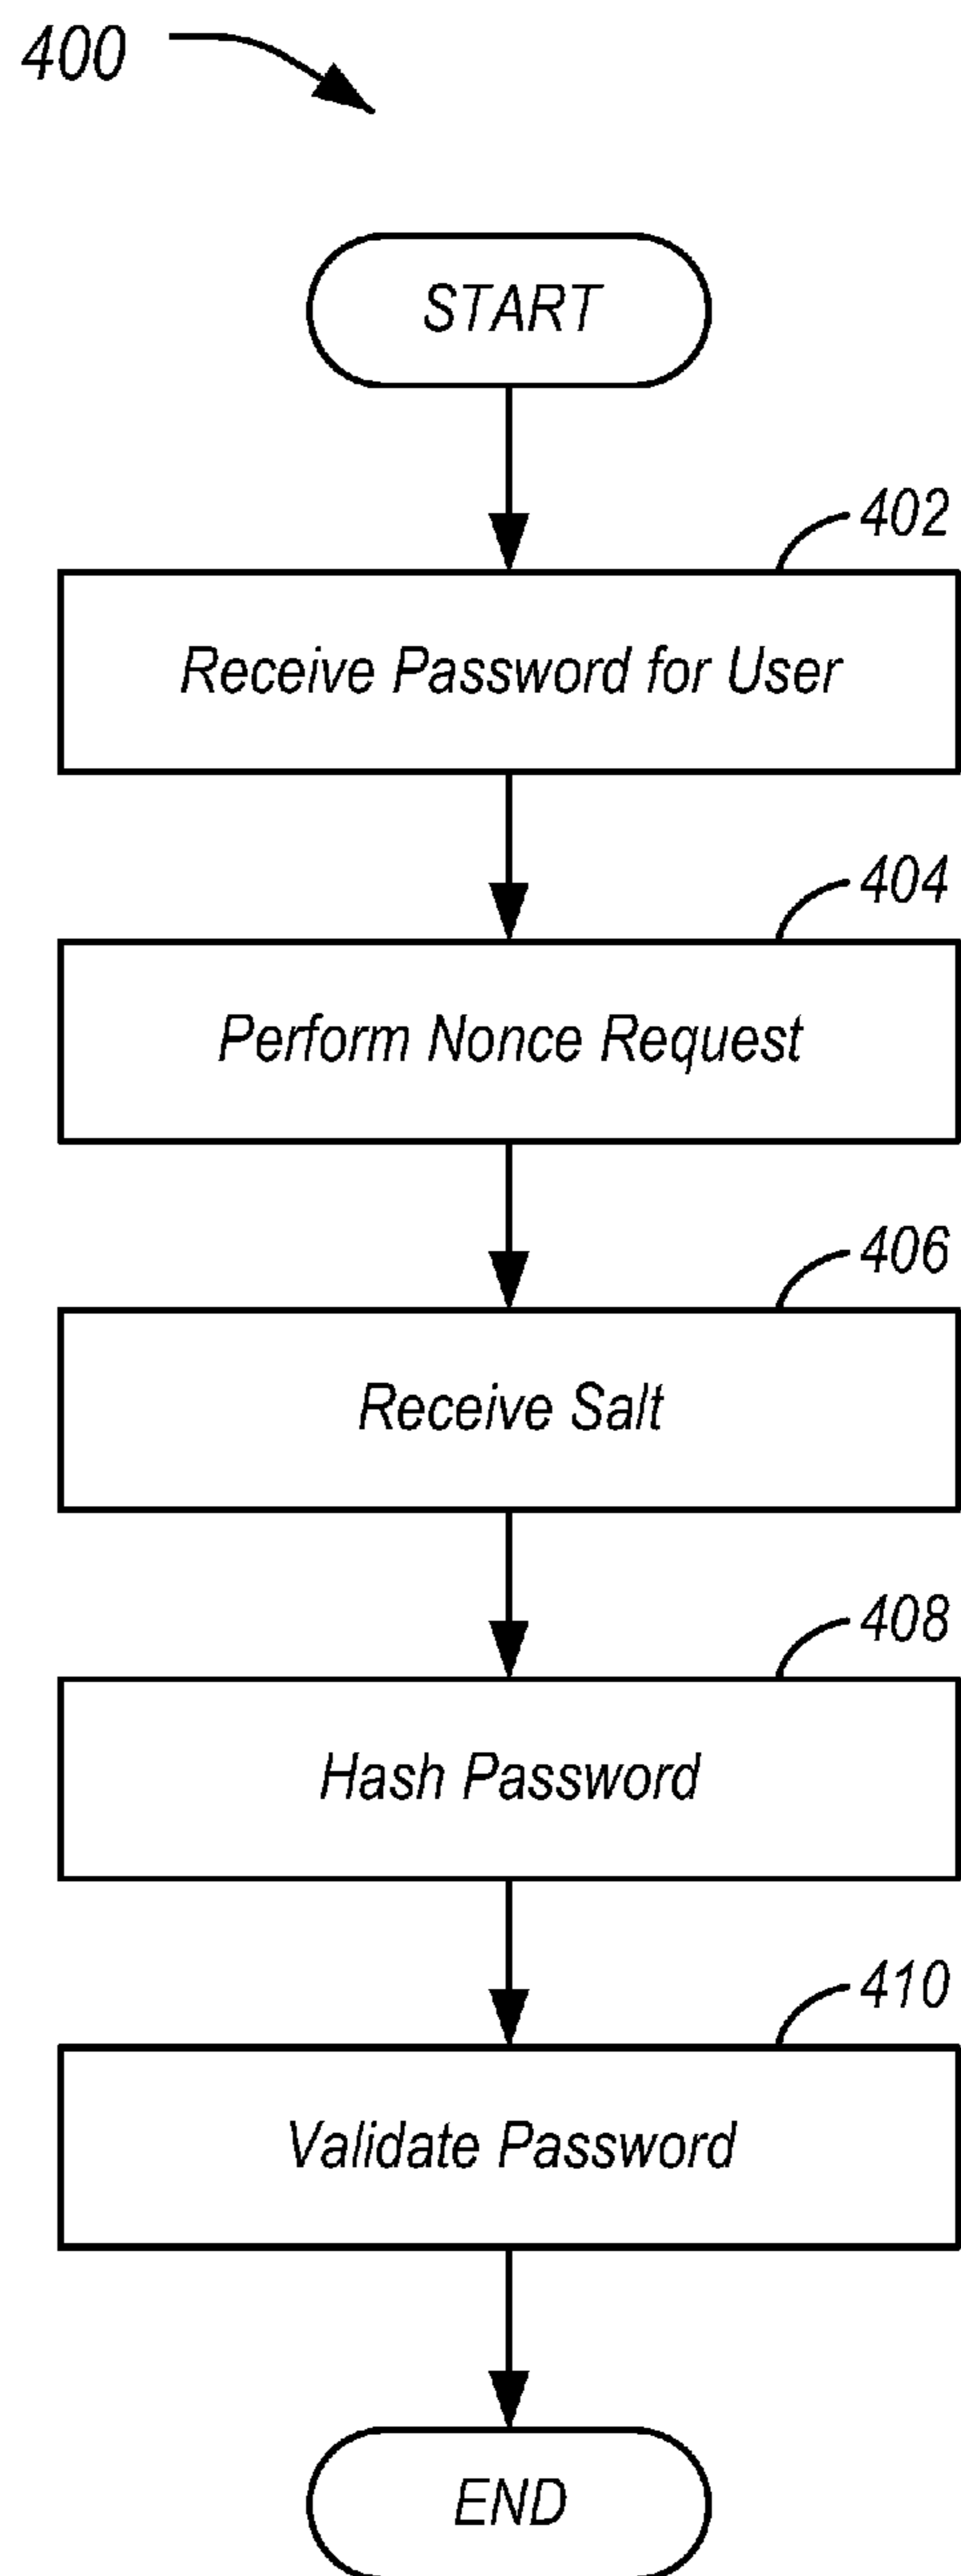 400
START
402
Receive Password for User
404
Perform Nonce Request
406
Receive Salt
408
Hash Password
410
Validate Password
END